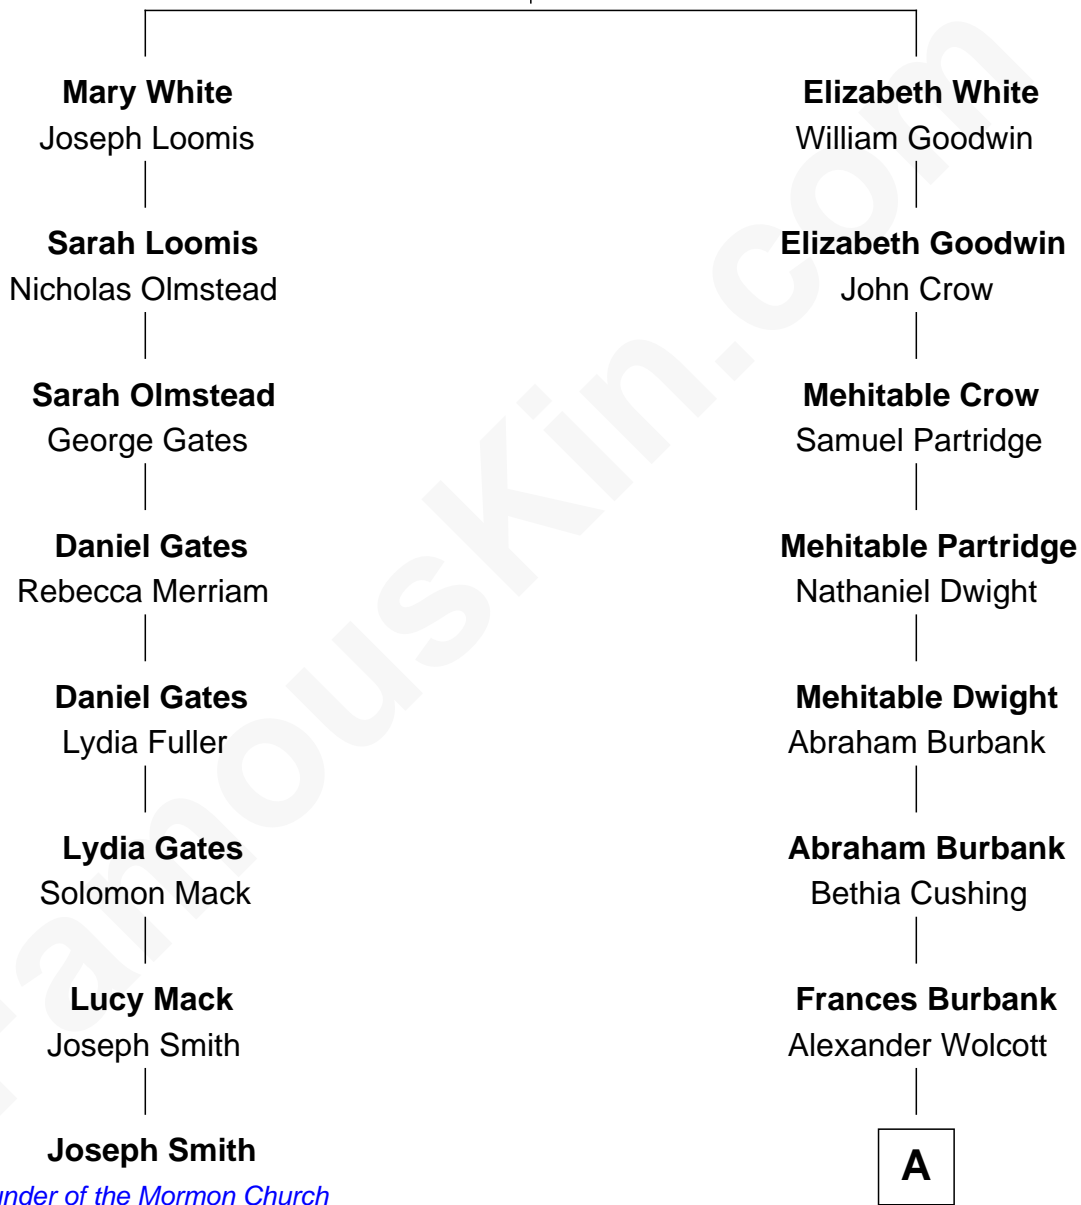 Mary White
Joseph Loomis
Sarah Loomis
Nicholas Olmstead
Sarah Olmstead
George Gates
Daniel Gates
Rebecca Merriam
Daniel Gates
Lydia Fuller
Lydia Gates
Solomon Mack
Lucy Mack
Joseph Smith
Joseph Smith
under of the Mormon Church
Elizabeth White
William Goodwin
Elizabeth Goodwin
John Crow
Mehitable Crow
Samuel Partridge
Mehitable Partridge
Nathaniel Dwight
Mehitable Dwight
Abraham Burbank
Abraham Burbank
Bethia Cushing
Frances Burbank
Alexander Wolcott
A
FamousKin.com